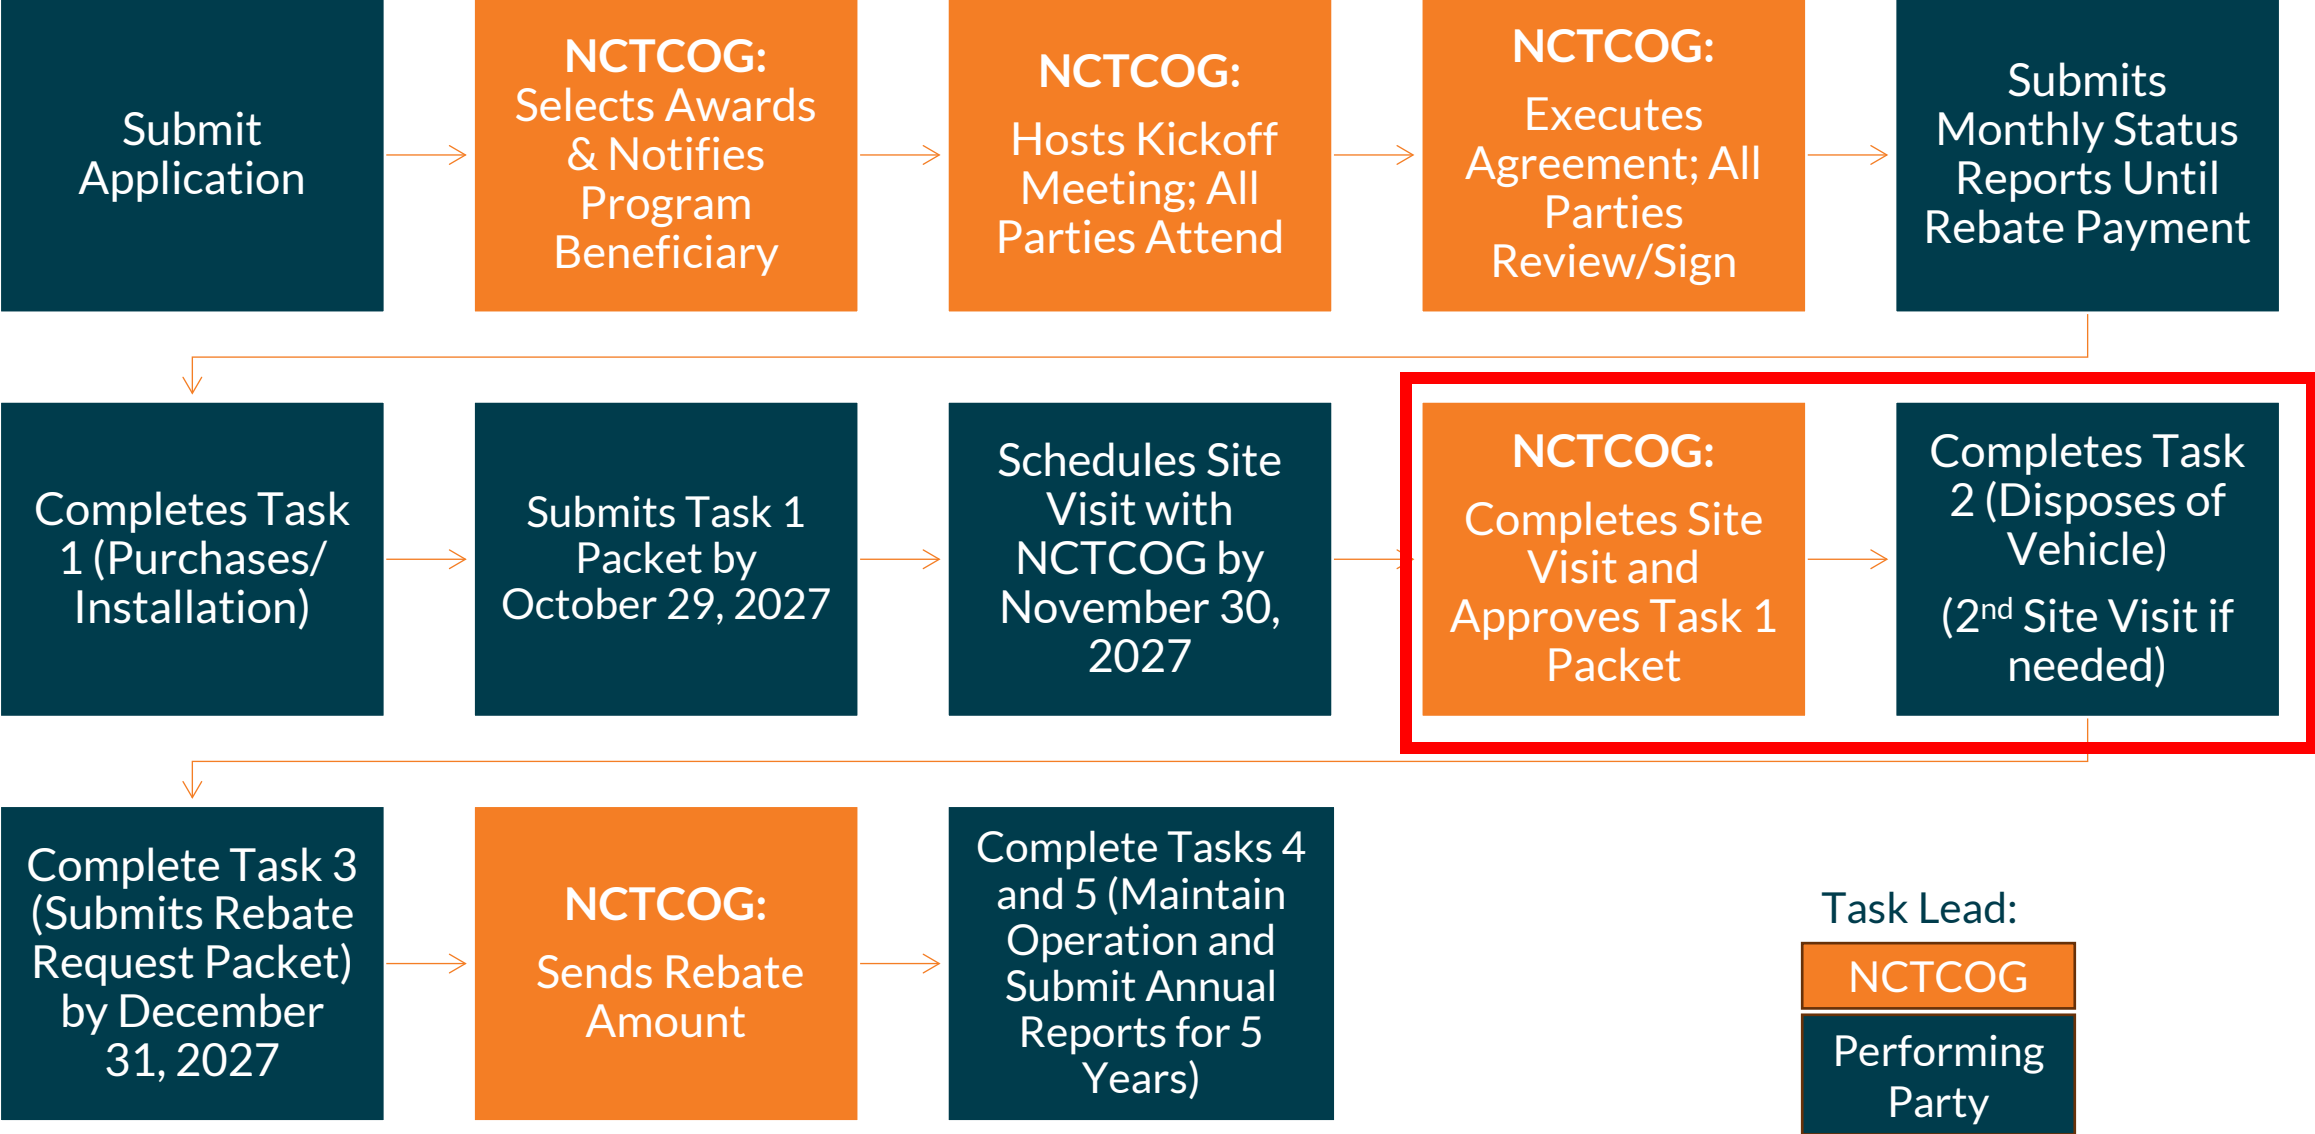 Submit
Application
NCTCOG:
Selects Awards
& Notifies
Program
Beneficiary
NCTCOG:
Hosts Kickoff
Meeting; All
Parties Attend
NCTCOG:
Executes
Agreement; All
Parties
Review/Sign
Submits
Monthly Status
Reports Until
Rebate Payment
Completes Task
1 (Purchases/
Installation)
Submits Task 1
Packet by
October 29, 2027
Schedules Site
Visit with
NCTCOG by
November 30,
2027
NCTCOG:
Completes Site
Visit and
Approves Task 1
Packet
Completes Task
2 (Disposes of
Vehicle)
(2nd Site Visit if
needed)
Complete Task 3
(Submits Rebate
Request Packet)
by December
31, 2027
NCTCOG:
Sends Rebate
Amount
Complete Tasks 4
and 5 (Maintain
Operation and
Submit Annual
Reports for 5
Years)
Task Lead:
NCTCOG
Performing
Party